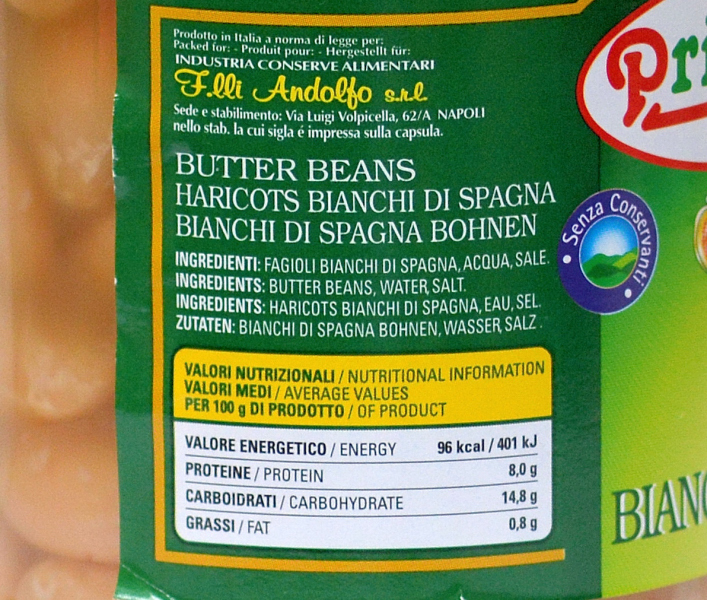 Prodotto in Italia a norma di legge per:
Packed for: - Produit pour: - Hergestellt für:
INDUSTRIA CONSERVE ALIMENTARI
F.lli Andolfo s.r.l.
Sede e stabilimento: Via Luigi Volpicella, 62/A NAPOLI
nello stab. la cui sigla é impressa sulla capsula.
BUTTER BEANS
HARICOTS BIANCHI DI SPAGNA
BIANCHI DI SPAGNA BOHNEN
INGREDIENTI: FAGIOLI BIANCHI DI SPAGNA, ACQUA, SALE.
INGREDIENTS: BUTTER BEANS, WATER, SALT.
INGREDIENTS: HARICOTS BIANCHI DI SPAGNA, EAU, SEL.
ZUTATEN: BIANCHI DI SPAGNA BOHNEN, WASSER, SALZ.
VALORI NUTRIZIONALI / NUTRITIONAL INFORMATION
VALORI MEDI / AVERAGE VALUES
PER 100 g DI PRODOTTO / OF PRODUCT
VALORE ENERGETICO / ENERGY 96 kcal / 401 kJ
PROTEINE / PROTEIN 8,0 g
CARBOIDRATI / CARBOHYDRATE 14,8 g
GRASSI / FAT 0,8 g
Pri
Senza Conservanti
BIANC